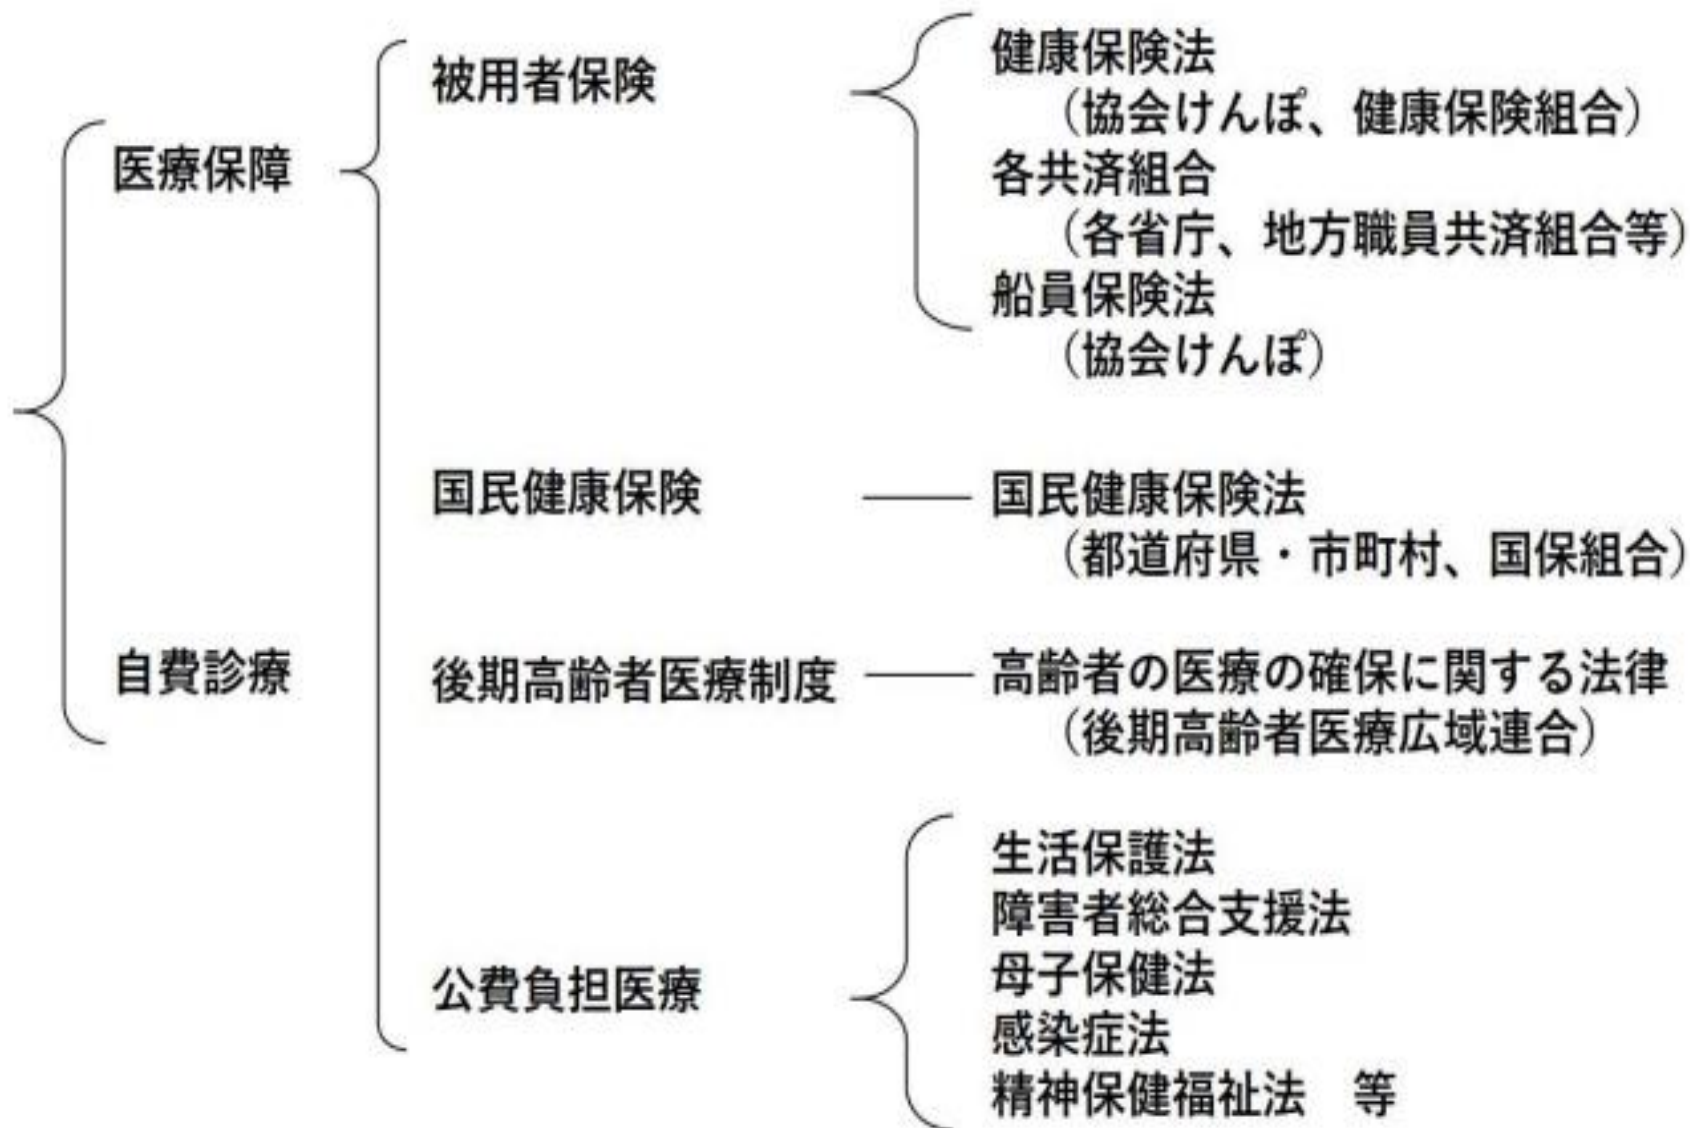 医療保障
自費診療
被用者保険
健康保険法
(協会けんぽ、健康保険組合)
各共済組合
(各省庁、地方職員共済組合等)
船員保険法
(協会けんぽ)
国民健康保険
国民健康保険法
(都道府県・市町村、国保組合)
後期高齢者医療制度
高齢者の医療の確保に関する法律
(後期高齢者医療広域連合)
公費負担医療
生活保護法
障害者総合支援法
母子保健法
感染症法
精神保健福祉法 等